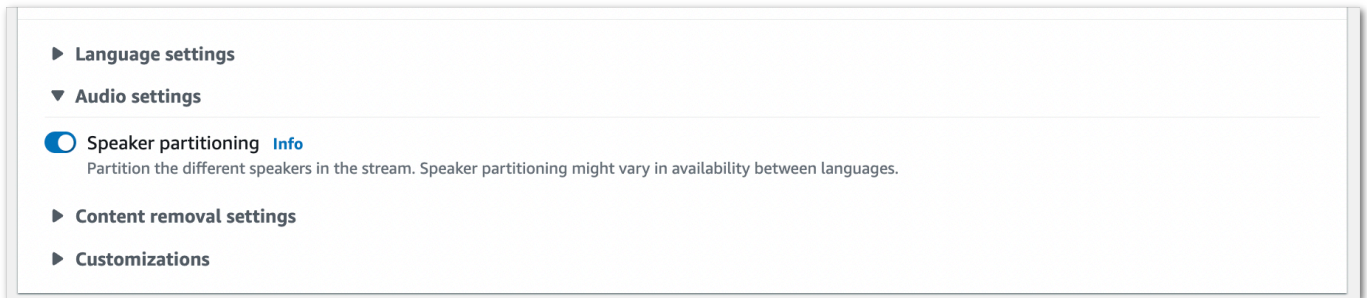 Language settings
Audio settings
Speaker partitioning Info
Partition the different speakers in the stream. Speaker partitioning might vary in availability between languages.
Content removal settings
Customizations